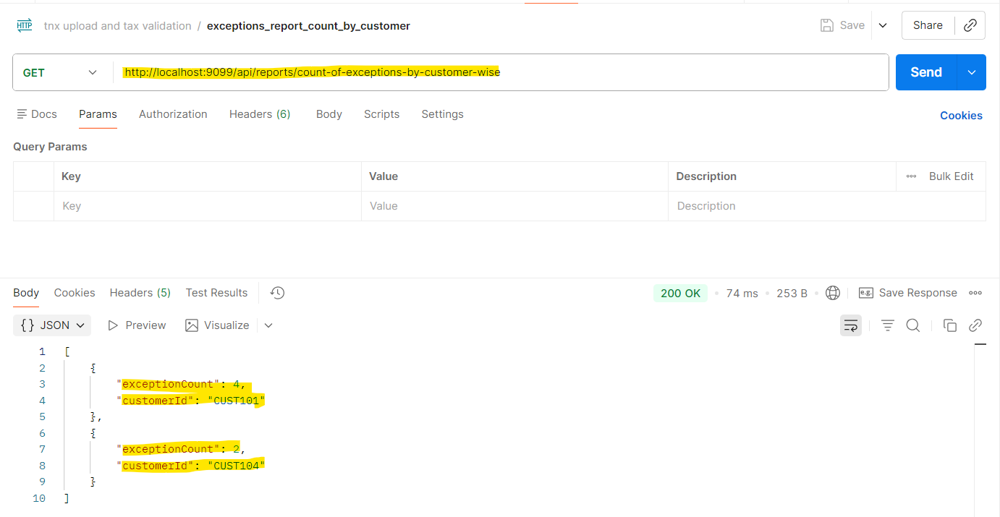 HTTP tnx upload and tax validation / exceptions_report_count_by_customer Save Share
GET http://localhost:9099/api/reports/count-of-exceptions-by-customer-wise Send
Docs Params Authorization Headers (6) Body Scripts Settings Cookies
Query Params
Key Value Description Bulk Edit
Key Value Description
Body Cookies Headers (5) Test Results 200 OK 74 ms 253 B e.g. Save Response
{} JSON Preview Visualize
1 [
2 {
3 "exceptionCount": 4,
4 "customerId": "CUST101"
5 },
6 {
7 "exceptionCount": 2,
8 "customerId": "CUST104"
9 }
10 ]